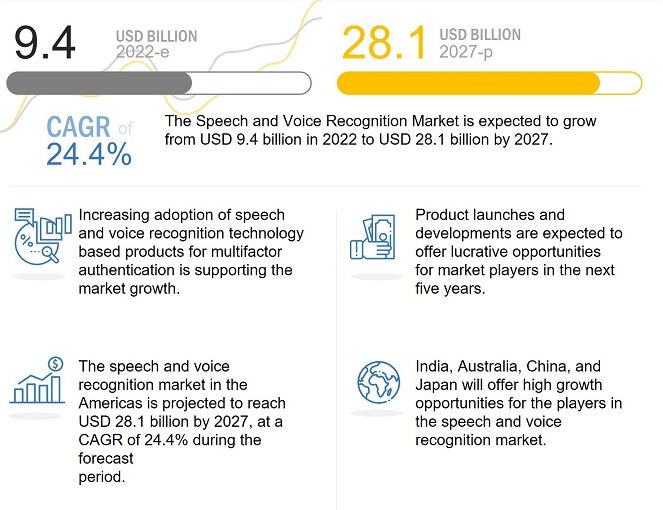 9.4 USD BILLION
2022-e
28.1 USD BILLION
2027-p
CAGR of
24.4%
The Speech and Voice Recognition Market is expected to grow
from USD 9.4 billion in 2022 to USD 28.1 billion by 2027.
%
Increasing adoption of speech
and voice recognition technology
based products for multifactor
authentication is supporting the
market growth.
Product launches and
developments are expected to
offer lucrative opportunities
for market players in the next
five years.
$
The speech and voice
recognition market in the
Americas is projected to reach
USD 28.1 billion by 2027, at a
CAGR of 24.4% during the
forecast
period.
India, Australia, China, and
Japan will offer high growth
opportunities for the players in
the speech and voice
recognition market.